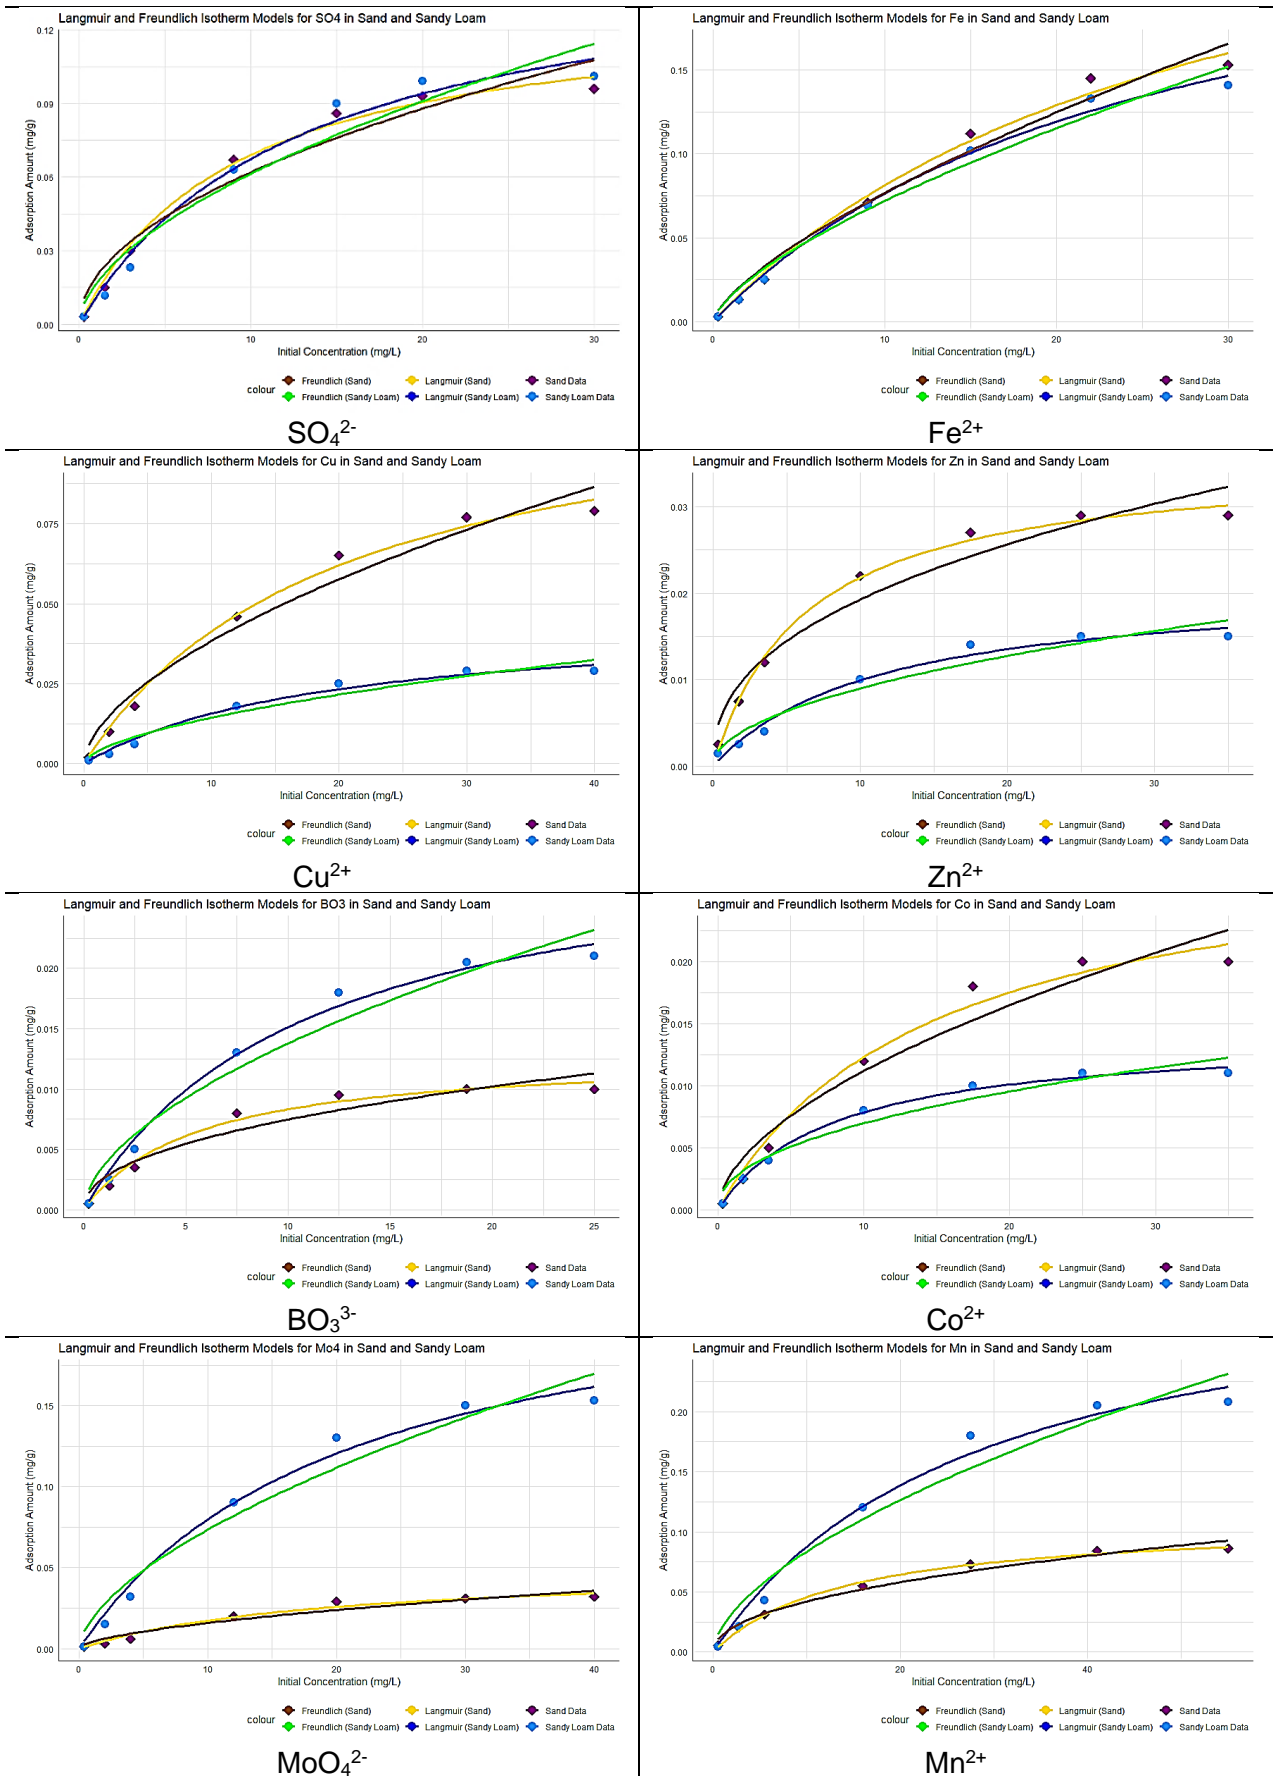 Langmuir and Freundlich Isotherm Models for SO4 in Sand and Sandy Loam
Adsorption Amount (mg/g)
0.12
0.09
0.06
0.03
0.00
0 10 20 30
Initial Concentration (mg/L)
colour
Freundlich (Sand) Langmuir (Sand) Sand Data
Freundlich (Sandy Loam) Langmuir (Sandy Loam) Sandy Loam Data
SO₄²⁻
Langmuir and Freundlich Isotherm Models for Fe in Sand and Sandy Loam
Adsorption Amount (mg/g)
0.15
0.10
0.05
0.00
0 10 20 30
Initial Concentration (mg/L)
colour
Freundlich (Sand) Langmuir (Sand) Sand Data
Freundlich (Sandy Loam) Langmuir (Sandy Loam) Sandy Loam Data
Fe²⁺
Langmuir and Freundlich Isotherm Models for Cu in Sand and Sandy Loam
Adsorption Amount (mg/g)
0.075
0.050
0.025
0.000
0 10 20 30 40
Initial Concentration (mg/L)
colour
Freundlich (Sand) Langmuir (Sand) Sand Data
Freundlich (Sandy Loam) Langmuir (Sandy Loam) Sandy Loam Data
Cu²⁺
Langmuir and Freundlich Isotherm Models for Zn in Sand and Sandy Loam
Adsorption Amount (mg/g)
0.03
0.02
0.01
0.00
0 10 20 30
Initial Concentration (mg/L)
colour
Freundlich (Sand) Langmuir (Sand) Sand Data
Freundlich (Sandy Loam) Langmuir (Sandy Loam) Sandy Loam Data
Zn²⁺
Langmuir and Freundlich Isotherm Models for BO3 in Sand and Sandy Loam
Adsorption Amount (mg/g)
0.020
0.015
0.010
0.005
0.000
0 5 10 15 20 25
Initial Concentration (mg/L)
colour
Freundlich (Sand) Langmuir (Sand) Sand Data
Freundlich (Sandy Loam) Langmuir (Sandy Loam) Sandy Loam Data
BO₃³⁻
Langmuir and Freundlich Isotherm Models for Co in Sand and Sandy Loam
Adsorption Amount (mg/g)
0.020
0.015
0.010
0.005
0.000
0 10 20 30
Initial Concentration (mg/L)
colour
Freundlich (Sand) Langmuir (Sand) Sand Data
Freundlich (Sandy Loam) Langmuir (Sandy Loam) Sandy Loam Data
Co²⁺
Langmuir and Freundlich Isotherm Models for Mo4 in Sand and Sandy Loam
Adsorption Amount (mg/g)
0.15
0.10
0.05
0.00
0 10 20 30 40
Initial Concentration (mg/L)
colour
Freundlich (Sand) Langmuir (Sand) Sand Data
Freundlich (Sandy Loam) Langmuir (Sandy Loam) Sandy Loam Data
MoO₄²⁻
Langmuir and Freundlich Isotherm Models for Mn in Sand and Sandy Loam
Adsorption Amount (mg/g)
0.20
0.15
0.10
0.05
0.00
0 20 40
Initial Concentration (mg/L)
colour
Freundlich (Sand) Langmuir (Sand) Sand Data
Freundlich (Sandy Loam) Langmuir (Sandy Loam) Sandy Loam Data
Mn²⁺